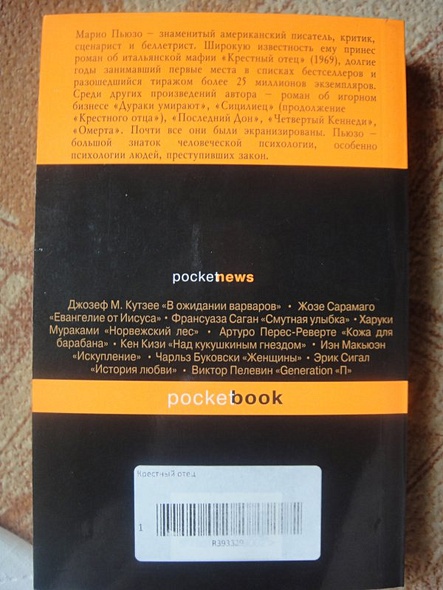 Марио Пьюзо – знаменитый американский писатель, критик,
сценарист и беллетрист. Широкую известность ему принес
роман об итальянской мафии «Крестный отец» (1969), долгие
годы занимавший первые места в списках бестселлеров и
разошедшийся тиражом более 25 миллионов экземпляров.
Среди других произведений автора – роман об игорном
бизнесе «Дураки умирают», «Сицилиец» (продолжение
«Крестного отца»), «Последний Дон», «Четвертый Кеннеди»,
«Омерта». Почти все они были экранизированы. Пьюзо –
большой знаток человеческой психологии, особенно
психологии людей, преступивших закон.
pocketnews
Джозеф М. Кутзее «В ожидании варваров» • Жозе Сарамаго
«Евангелие от Иисуса» • Франсуаза Саган «Смутная улыбка» • Харуки
Мураками «Норвежский лес» • Артуро Перес-Реверте «Кожа для
барабана» • Кен Кизи «Над кукушкиным гнездом» • Иэн Макьюэн
«Искупление» • Чарльз Буковски «Женщины» • Эрик Сигал
«История любви» • Виктор Пелевин «Generation «П»
pocketbook
Крестный отец
1